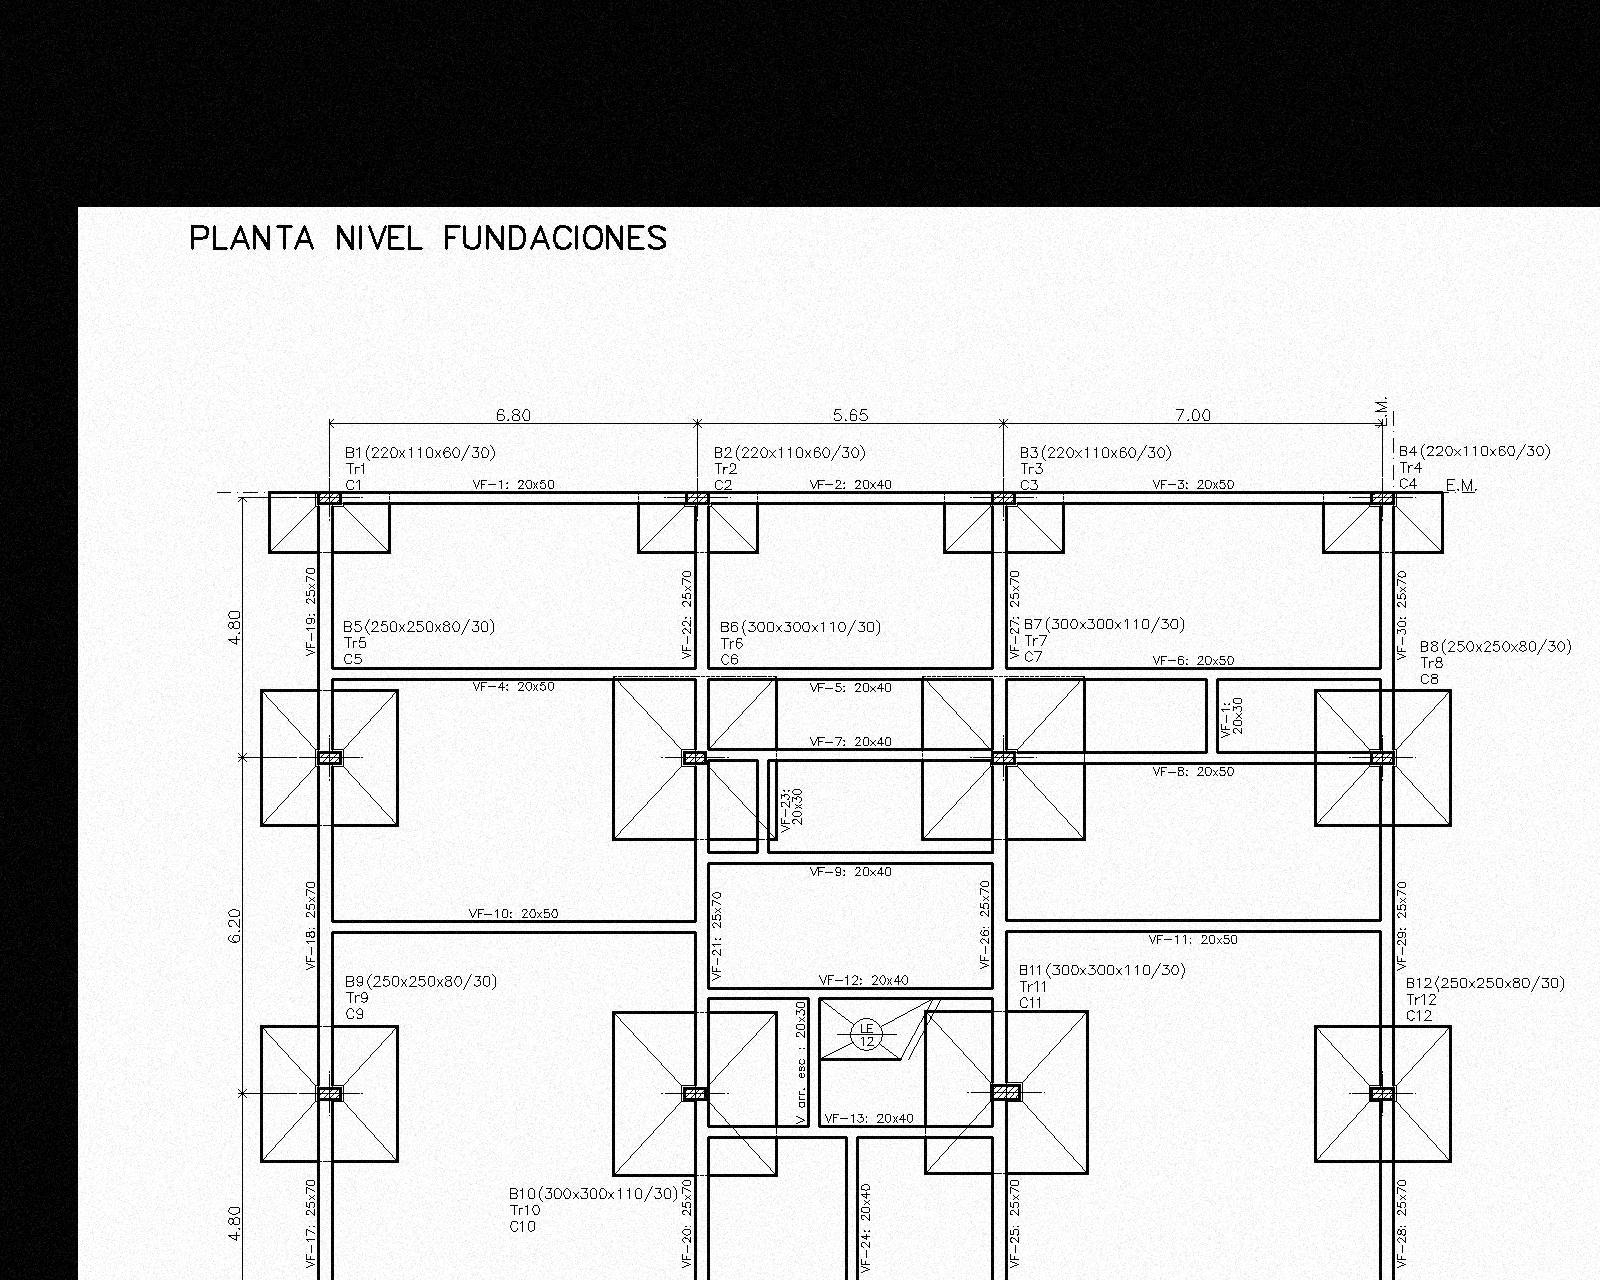 PLANTA NIVEL FUNDACIONES
6.80
5.65
7.00
E.M.
B1(220x110x60/30)
Tr1
C1
B2(220x110x60/30)
Tr2
C2
B3(220x110x60/30)
Tr3
C3
B4(220x110x60/30)
Tr4
C4
E.M.
VF-1: 20x50
VF-2: 20x40
VF-3: 20x50
4.80
VF-19: 25x70
VF-22: 25x70
VF-27: 25x70
VF-30: 25x70
B5(250x250x80/30)
Tr5
C5
B6(300x300x110/30)
Tr6
C6
B7(300x300x110/30)
Tr7
C7
B8(250x250x80/30)
Tr8
C8
VF-6: 20x50
VF-4: 20x50
VF-5: 20x40
VF-1:
20x30
VF-7: 20x40
VF-8: 20x50
VF-23:
20x30
VF-9: 20x40
6.20
VF-18: 25x70
VF-10: 20x50
VF-21: 25x70
VF-26: 25x70
VF-11: 20x50
VF-29: 25x70
B9(250x250x80/30)
Tr9
C9
VF-12: 20x40
B11(300x300x110/30)
Tr11
C11
B12(250x250x80/30)
Tr12
C12
V arr. esc : 20x30
LE
12
VF-13: 20x40
4.80
VF-17: 25x70
B10(300x300x110/30)
Tr10
C10
VF-20: 25x70
VF-24: 20x40
VF-25: 25x70
VF-28: 25x70